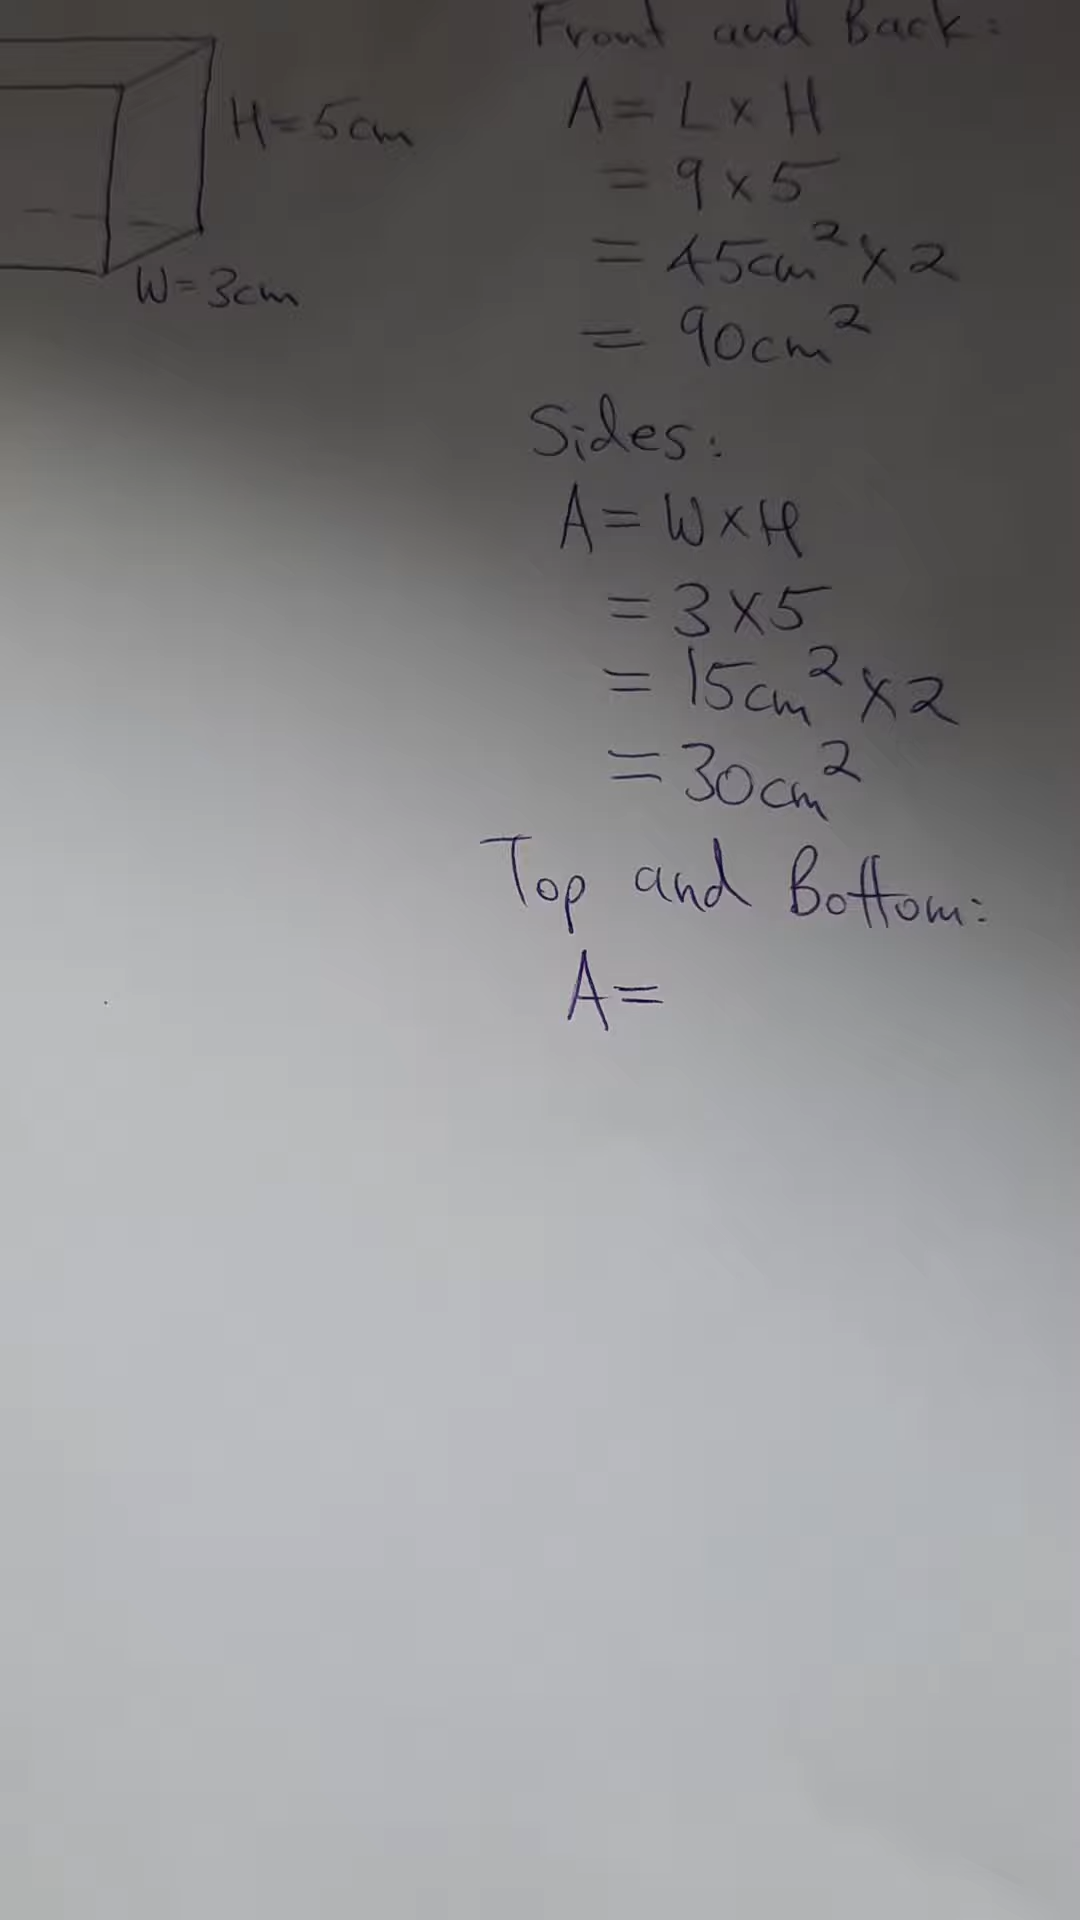 Front and Back:
H=5cm
A= L x H
= 9 x 5
= 45cm² x 2
W=3cm
= 90cm²
Sides:
A= W x H
= 3 x 5
= 15cm² x 2
= 30cm²
Top and Bottom:
A=